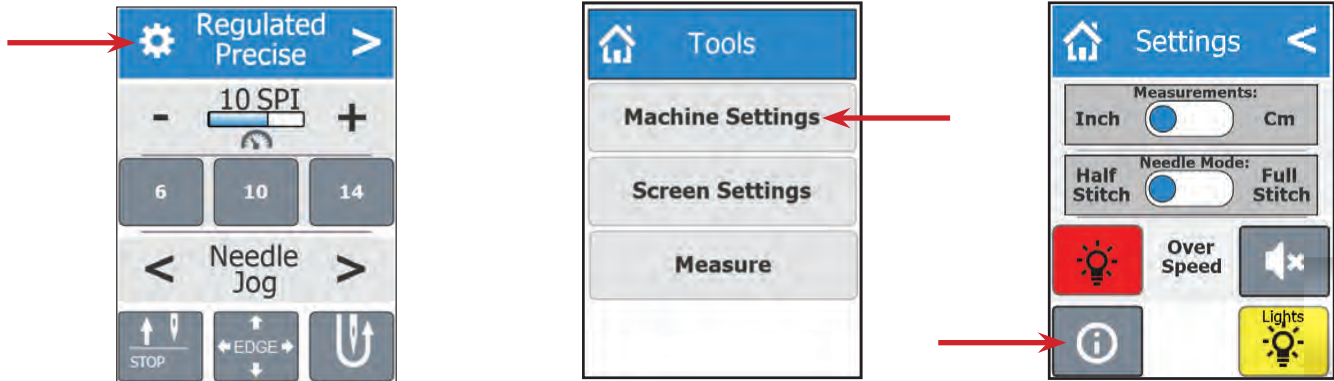 Regulated
Precise
>
- 10 SPI +
6 10 14
< Needle
Jog >
STOP
EDGE
Tools
Machine Settings
Screen Settings
Measure
Settings <
Measurements:
Inch Cm
Needle Mode:
Half
Stitch
Full
Stitch
Over
Speed
Lights